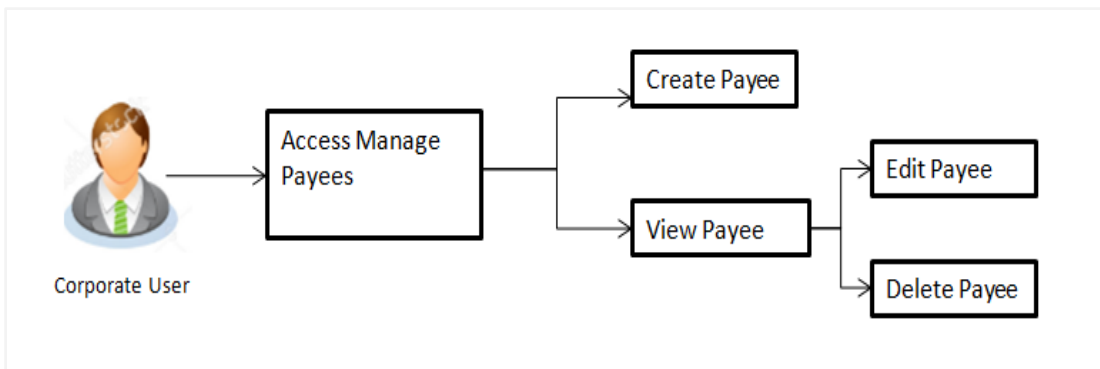 Create Payee
Access Manage
Payees
Edit Payee
View Payee
Delete Payee
Corporate User